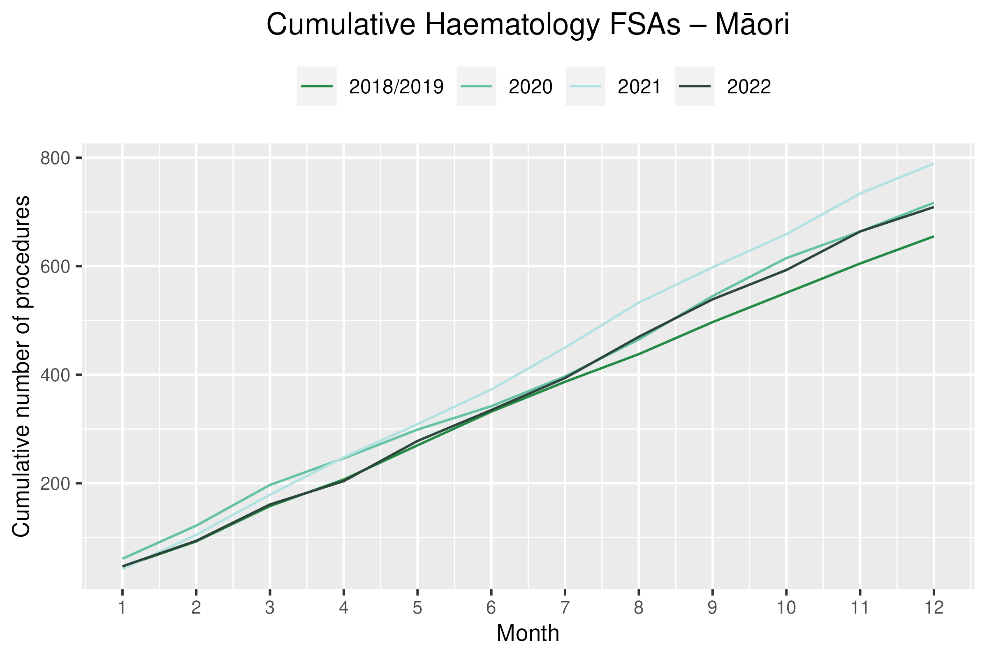 Cumulative Haematology FSAs – Māori
2018/2019 2020 2021 2022
Cumulative number of procedures
800
600
400
200
1 2 3 4 5 6 7 8 9 10 11 12
Month